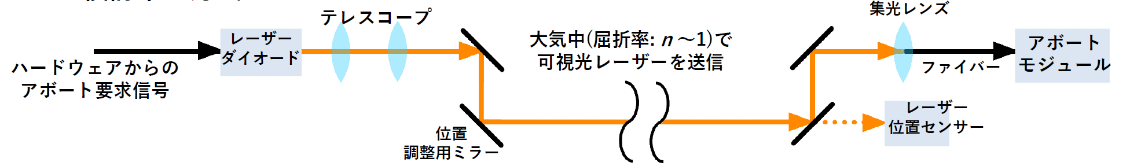 テレスコープ
集光レンズ
レーザー
ダイオード
大気中(屈折率: n ～1)で
可視光レーザーを送信
アボート
モジュール
ファイバー
ハードウェアからの
アボート要求信号
位置
調整用ミラー
レーザー
位置センサー